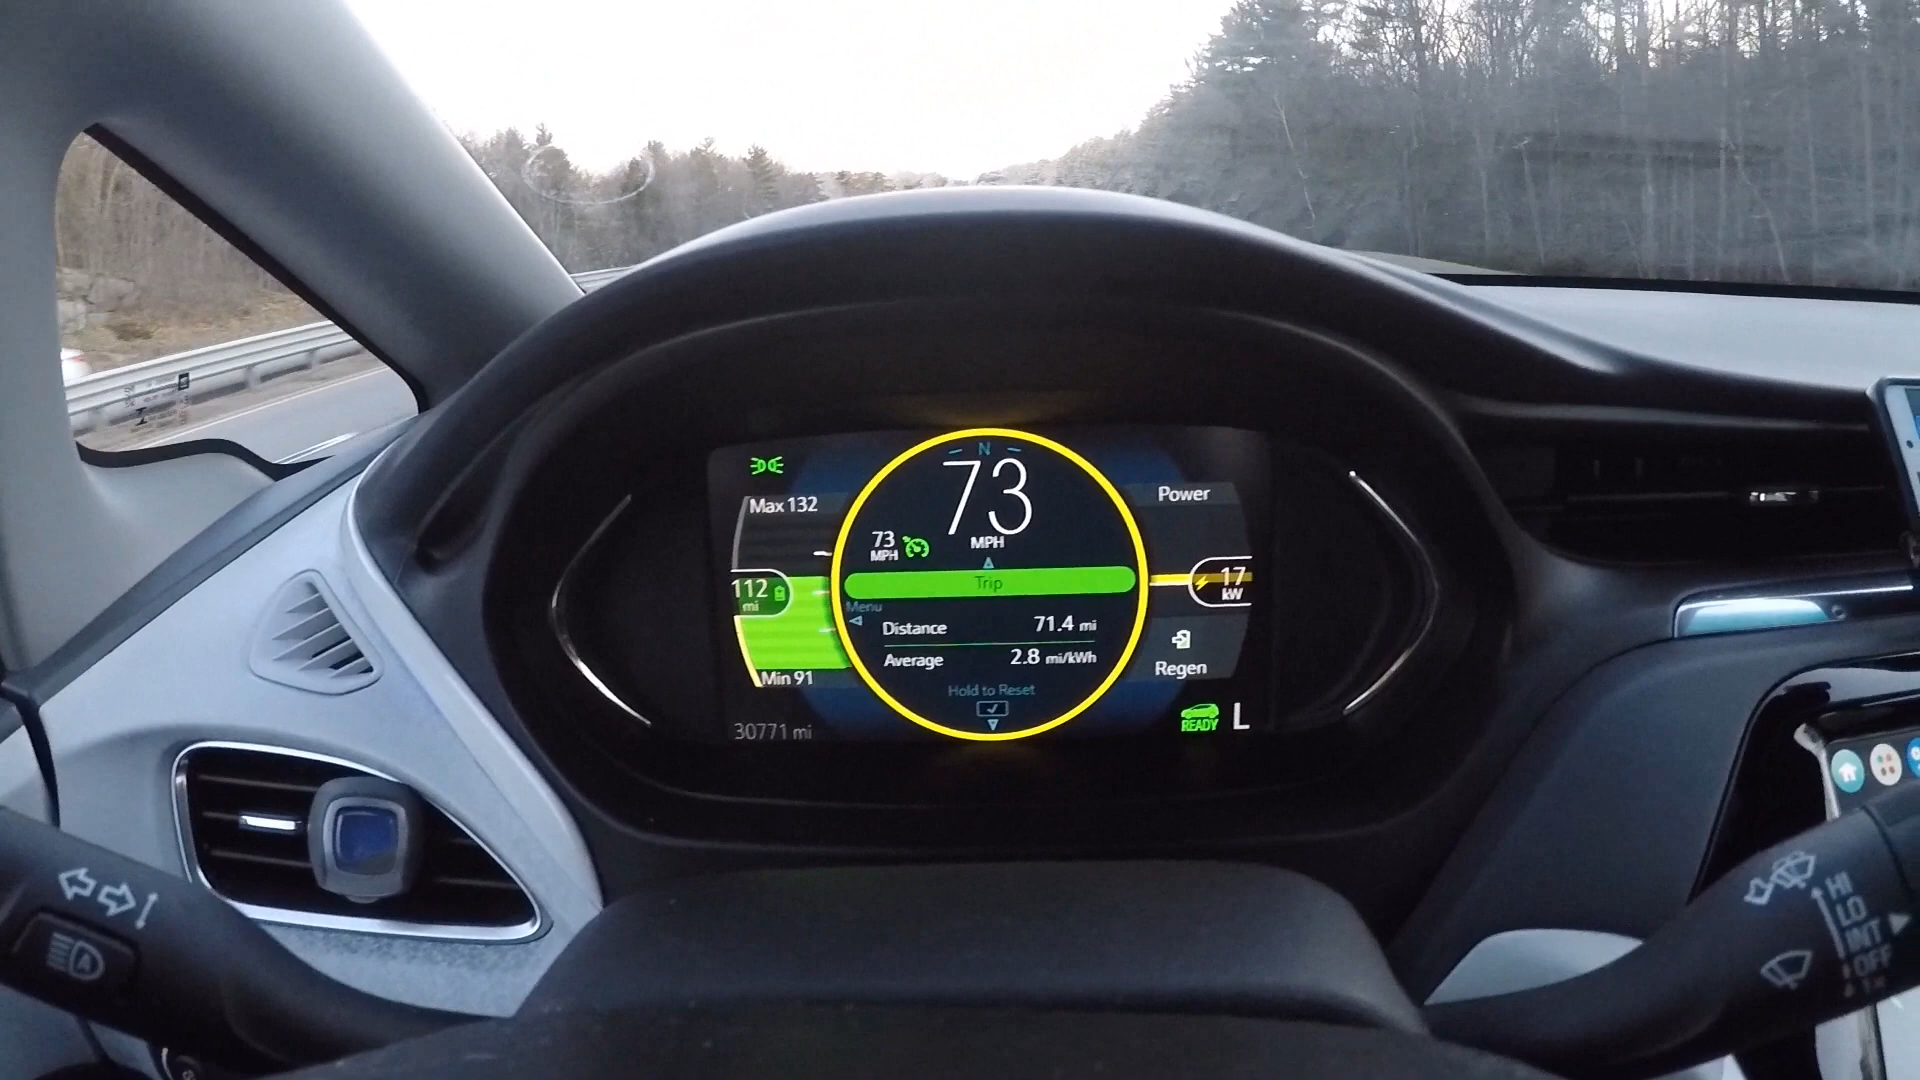 N
73
MPH
73
MPH
Trip
Menu
Distance 71.4 mi
Average 2.8 mi/kWh
Hold to Reset
Max 132
112
mi
Min 91
30771 mi
Power
17
kW
Regen
READY L
A
HI
LO
INT
OFF
1x